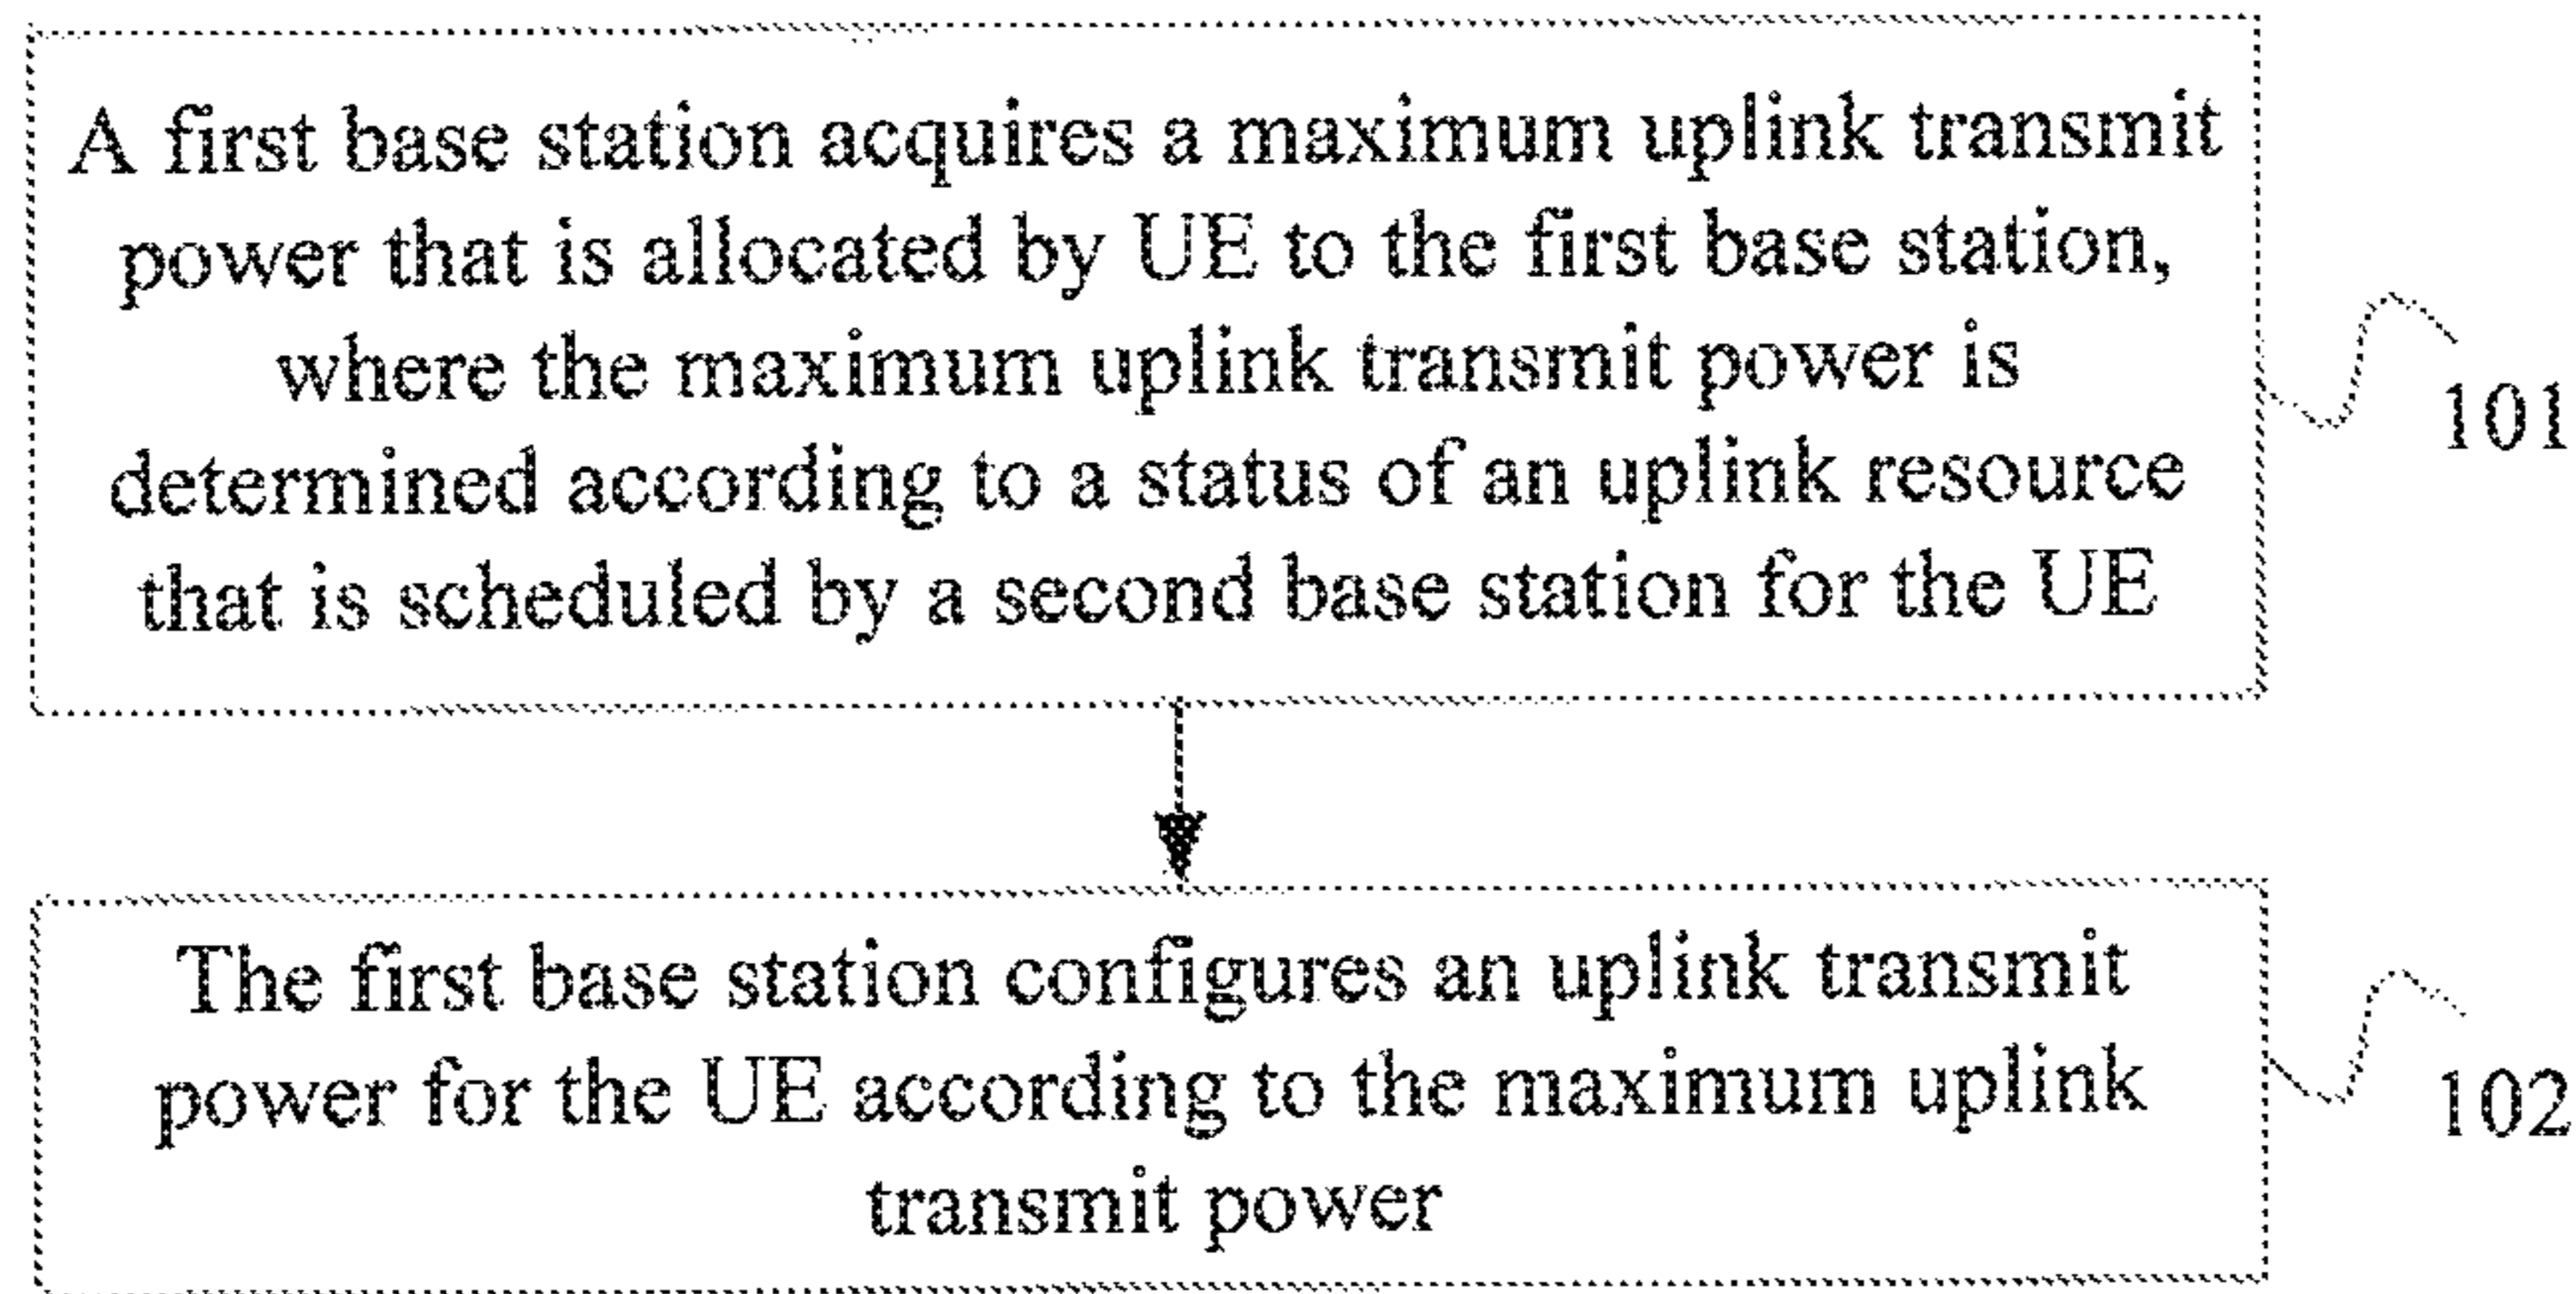 A first base station acquires a maximum uplink transmit
power that is allocated by UE to the first base station,
where the maximum uplink transmit power is
determined according to a status of an uplink resource
that is scheduled by a second base station for the UE
101
The first base station configures an uplink transmit
power for the UE according to the maximum uplink
transmit power
102